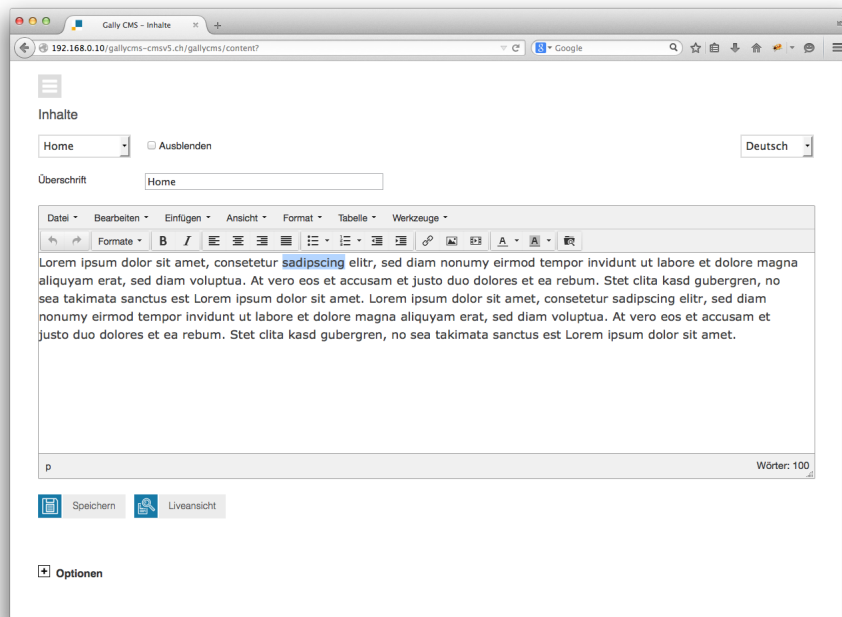 Gally CMS – Inhalte
192.168.0.10/gallycms-cmsv5.ch/gallycms/content?
Google
Inhalte
Home
Ausblenden
Deutsch
Überschrift
Home
Datei Bearbeiten Einfügen Ansicht Format Tabelle Werkzeuge
Formate B I A A
Lorem ipsum dolor sit amet, consetetur sadipscing elitr, sed diam nonumy eirmod tempor invidunt ut labore et dolore magna
aliquyam erat, sed diam voluptua. At vero eos et accusam et justo duo dolores et ea rebum. Stet clita kasd gubergren, no
sea takimata sanctus est Lorem ipsum dolor sit amet. Lorem ipsum dolor sit amet, consetetur sadipscing elitr, sed diam
nonumy eirmod tempor invidunt ut labore et dolore magna aliquyam erat, sed diam voluptua. At vero eos et accusam et
justo duo dolores et ea rebum. Stet clita kasd gubergren, no sea takimata sanctus est Lorem ipsum dolor sit amet.
p
Wörter: 100
Speichern
Liveansicht
Optionen